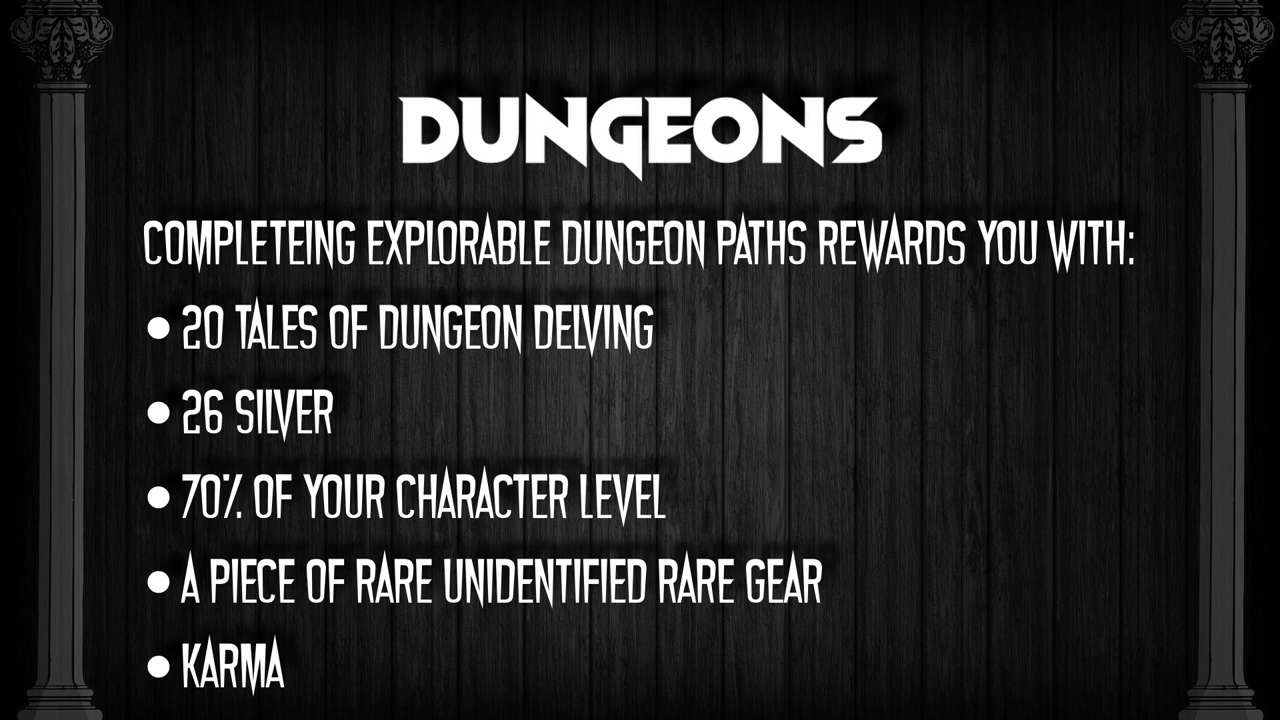 DUNGEONS
COMPLETEING EXPLORABLE DUNGEON PATHS REWARDS YOU WITH:
• 20 TALES OF DUNGEON DELVING
• 26 SILVER
• 70% OF YOUR CHARACTER LEVEL
• A PIECE OF RARE UNIDENTIFIED RARE GEAR
• KARMA